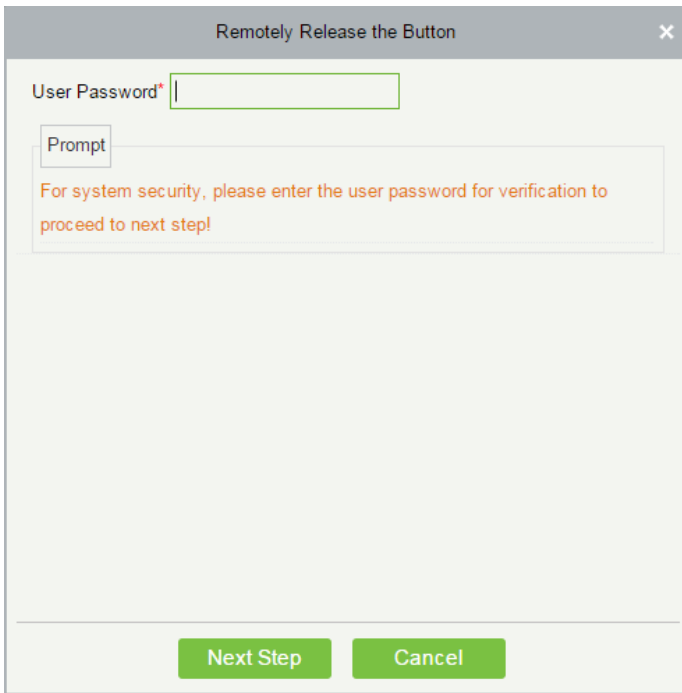 Remotely Release the Button ×
User Password*
Prompt
For system security, please enter the user password for verification to
proceed to next step!
Next Step Cancel